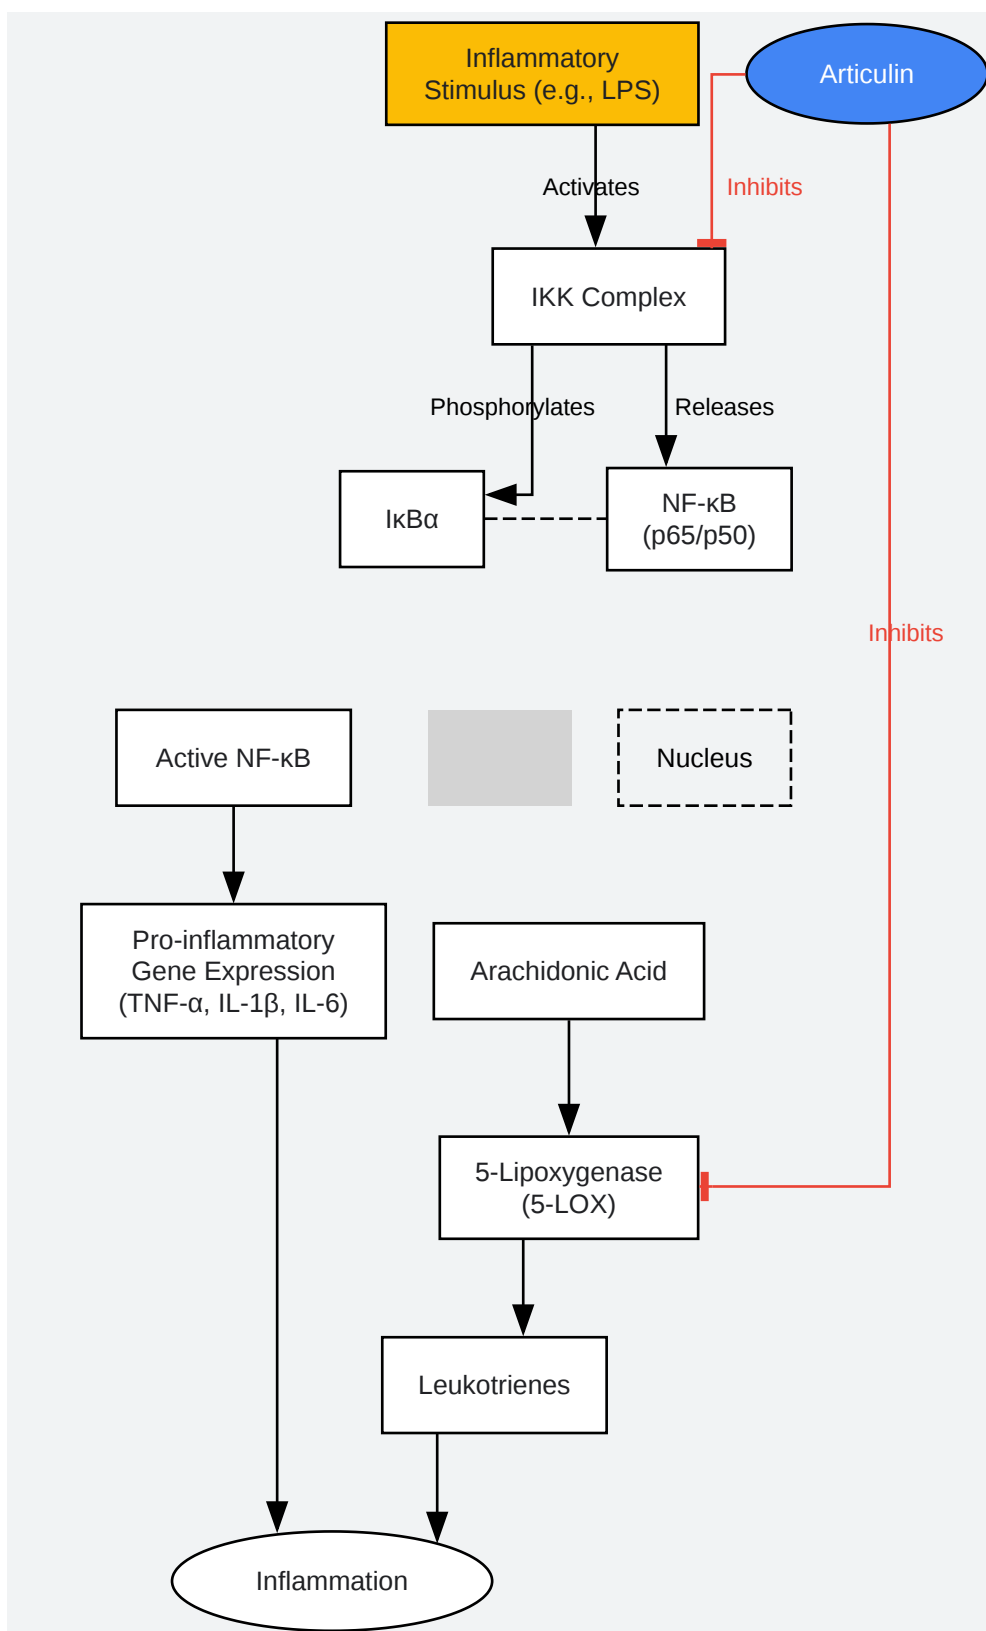 Inflammatory
Stimulus (e.g., LPS)
Articulin
Activates
Inhibits
IKK Complex
Phosphorylates
Releases
IκBα
NF-κB
(p65/p50)
Inhibits
Active NF-κB
Nucleus
Pro-inflammatory
Gene Expression
(TNF-α, IL-1β, IL-6)
Arachidonic Acid
5-Lipoxygenase
(5-LOX)
Leukotrienes
Inflammation